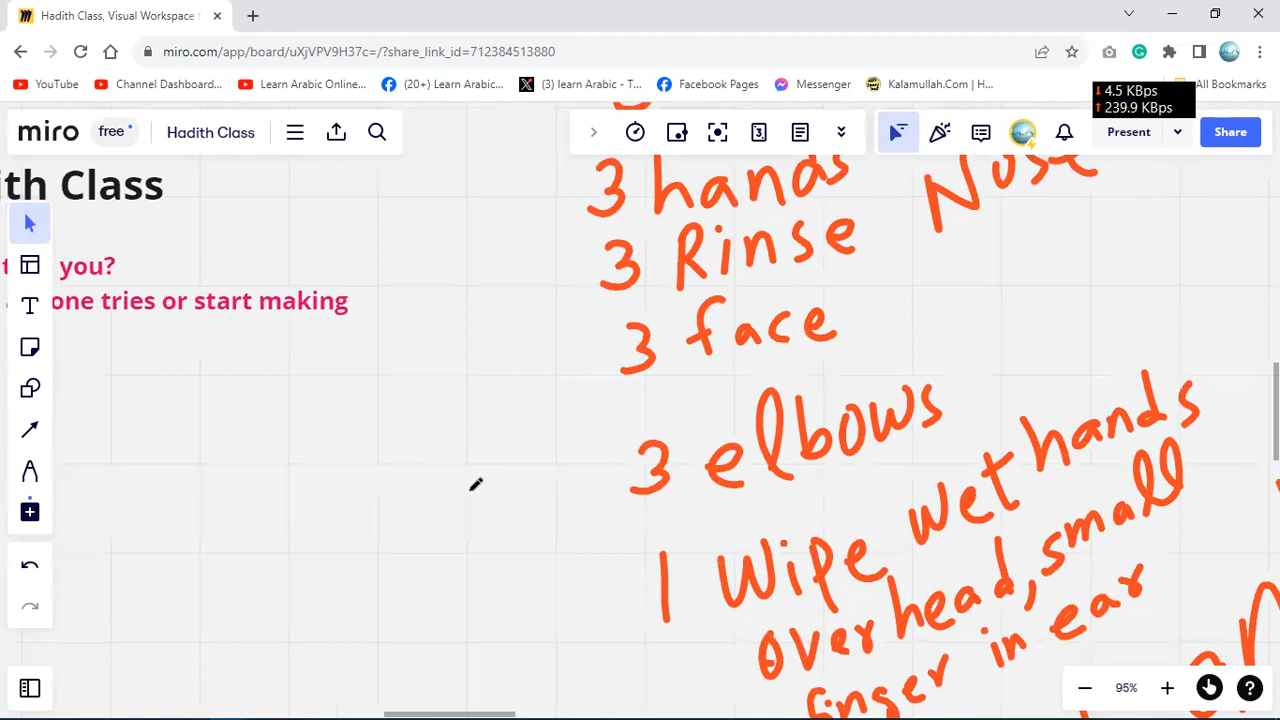 Hadith Class, Visual Workspace f
miro.com/app/board/uXjVPV9H37c=/?share_link_id=712384513880
YouTube
Channel Dashboard...
Learn Arabic Online...
(20+) Learn Arabic...
(3) learn Arabic - T...
Facebook Pages
Messenger
Kalamullah.Com | H...
All Bookmarks
4.5 KBps
239.9 KBps
miro
free
Hadith Class
Present
Share
ith Class
you?
one tries or start making
3 hands
Nose
3 Rinse
3 face
3 elbows
1 Wipe wet hands
over head, small
finger in ear
95%